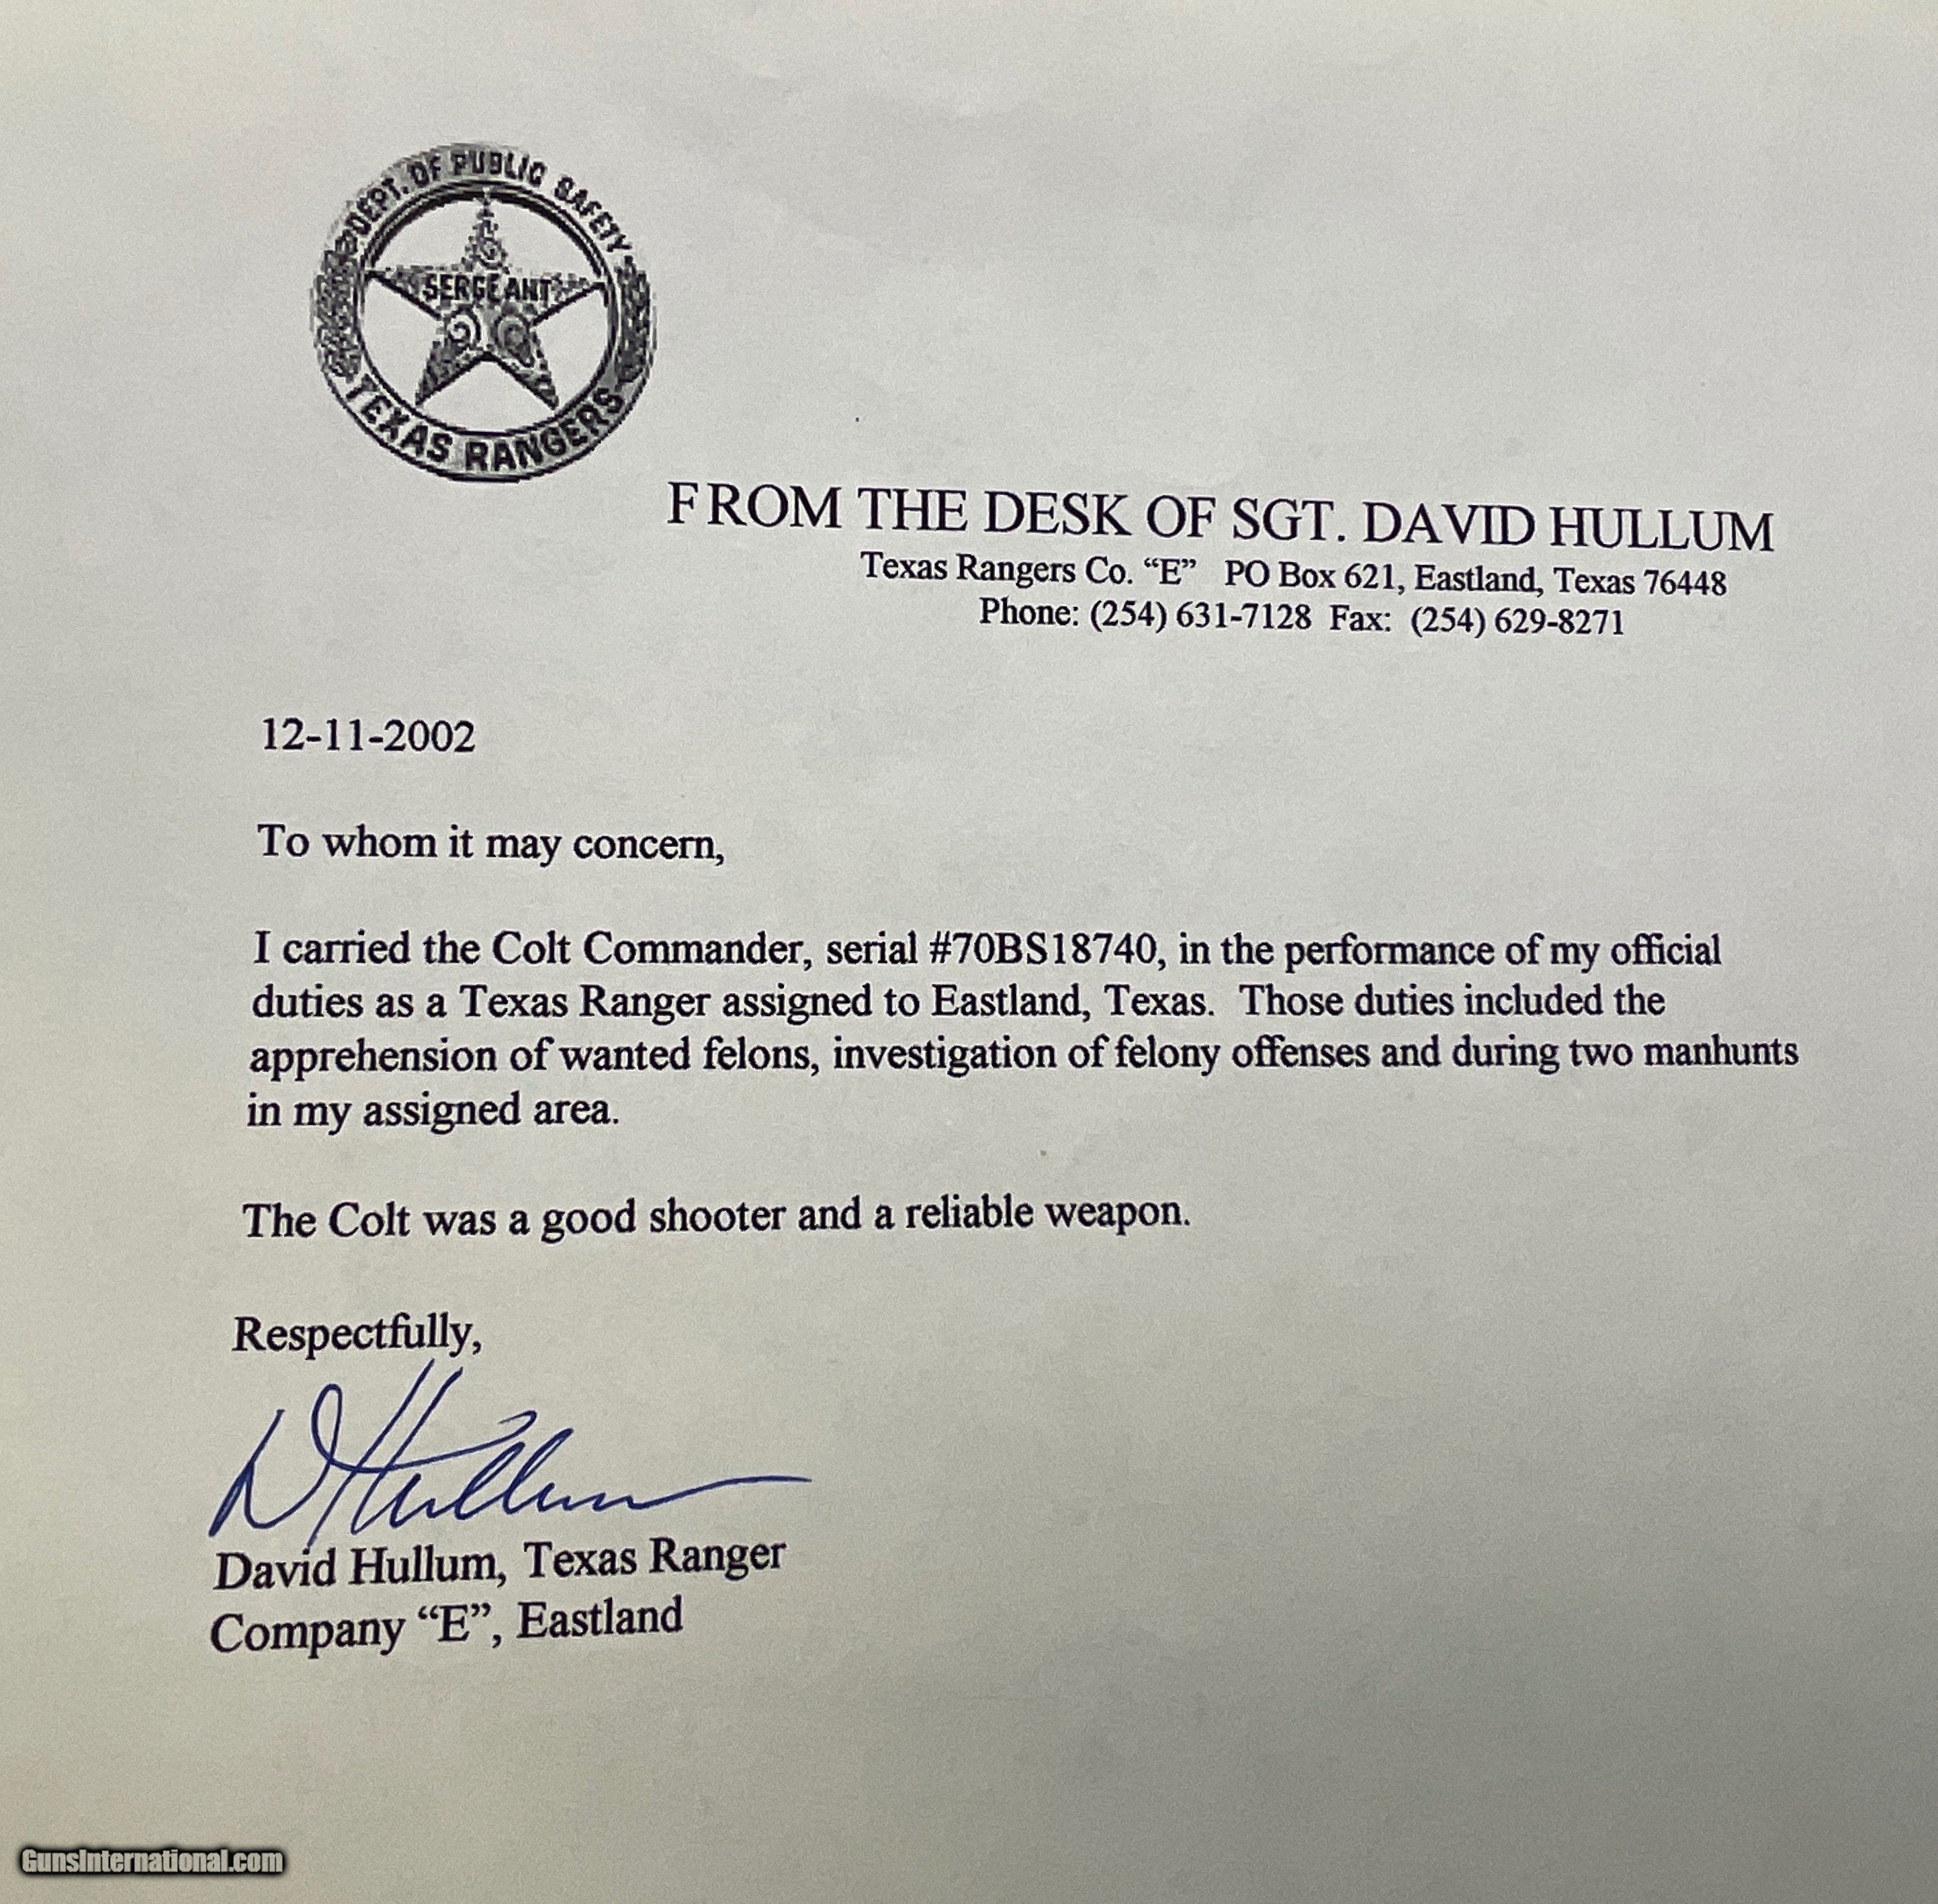 DEPT. OF PUBLIC SAFETY
SERGEANT
TEXAS RANGERS
FROM THE DESK OF SGT. DAVID HULLUM
Texas Rangers Co. “E”   PO Box 621, Eastland, Texas 76448
Phone: (254) 631-7128  Fax:  (254) 629-8271
12-11-2002
To whom it may concern,
I carried the Colt Commander, serial #70BS18740, in the performance of my official
duties as a Texas Ranger assigned to Eastland, Texas.  Those duties included the
apprehension of wanted felons, investigation of felony offenses and during two manhunts
in my assigned area.
The Colt was a good shooter and a reliable weapon.
Respectfully,
D Hullum
David Hullum, Texas Ranger
Company “E”, Eastland
GunsInternational.com